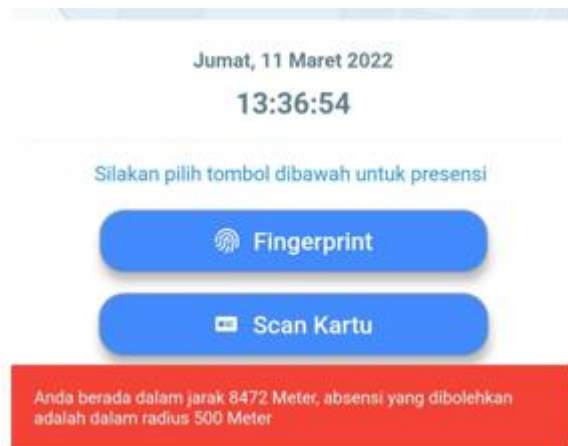 Jumat, 11 Maret 2022
13:36:54
Silakan pilih tombol dibawah untuk presensi
Fingerprint
Scan Kartu
Anda berada dalam jarak 8472 Meter, absensi yang dibolehkan
adalah dalam radius 500 Meter